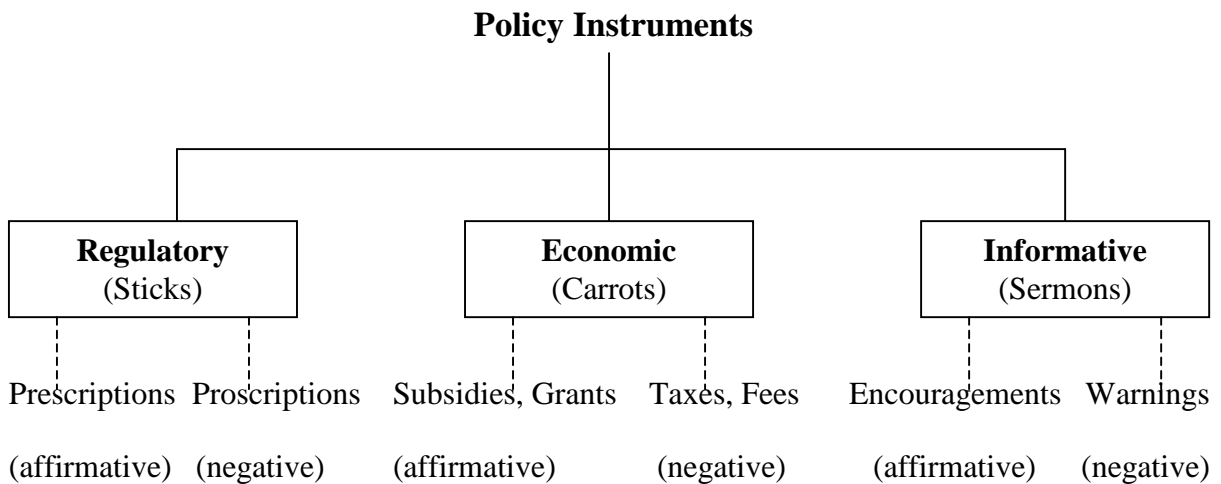 Policy Instruments
Regulatory
(Sticks)
Economic
(Carrots)
Informative
(Sermons)
Prescriptions Proscriptions Subsidies, Grants Taxes, Fees Encouragements Warnings
(affirmative) (negative) (affirmative) (negative) (affirmative) (negative)